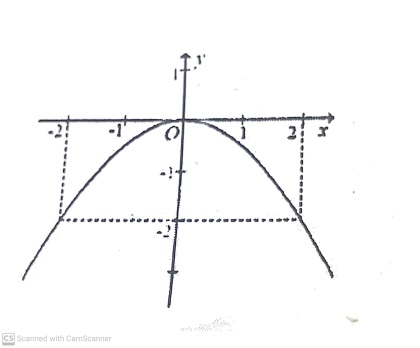 1 y
-2 -1 O 1 2 x
-1
-2
CS Scanned with CamScanner